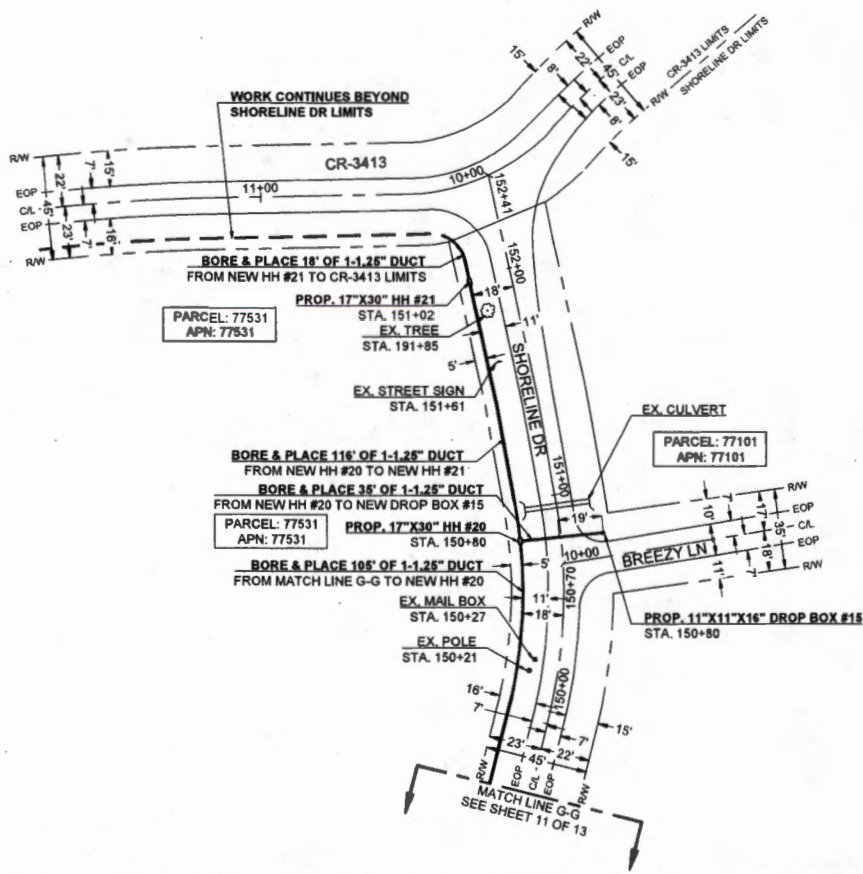 WORK CONTINUES BEYOND
SHORELINE DR LIMITS
CR-3413
R/W
EOP
C/L
EOP
R/W
45'
22'
23'
7'
7'
15'
16'
11+00
10+00
15'
8'
22'
45'
23'
8'
15'
R/W
EOP
C/L
EOP
R/W
CR-3413 LIMITS
SHORELINE DR LIMITS
152+41
152+00
BORE & PLACE 18' OF 1-1.25" DUCT
FROM NEW HH #21 TO CR-3413 LIMITS
18'
PROP. 17"X30" HH #21
STA. 151+02
PARCEL: 77531
APN: 77531
EX. TREE
STA. 191+85
11'
5'
SHORELINE DR
EX. STREET SIGN
STA. 151+61
EX. CULVERT
PARCEL: 77101
APN: 77101
BORE & PLACE 116' OF 1-1.25" DUCT
FROM NEW HH #20 TO NEW HH #21
151+00
BORE & PLACE 35' OF 1-1.25" DUCT
FROM NEW HH #20 TO NEW DROP BOX #15
19'
PARCEL: 77531
APN: 77531
PROP. 17"X30" HH #20
STA. 150+80
10+00
BREEZY LN
10'
7'
17'
35'
18'
7'
11'
R/W
EOP
C/L
EOP
R/W
BORE & PLACE 105' OF 1-1.25" DUCT
FROM MATCH LINE G-G TO NEW HH #20
5'
11'
18'
150+70
EX. MAIL BOX
STA. 150+27
PROP. 11"X11"X16" DROP BOX #15
STA. 150+80
EX. POLE
STA. 150+21
150+00
16'
7'
7'
15'
23'
22'
45'
R/W
EOP
C/L
EOP
R/W
MATCH LINE G-G
SEE SHEET 11 OF 13